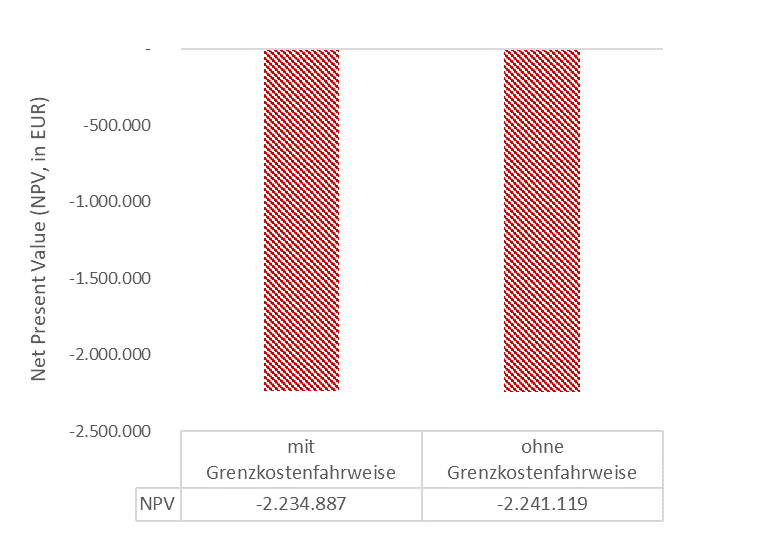 Net Present Value (NPV, in EUR)
-
-500.000
-1.000.000
-1.500.000
-2.000.000
-2.500.000
mit
Grenzkostenfahrweise
ohne
Grenzkostenfahrweise
NPV
-2.234.887
-2.241.119